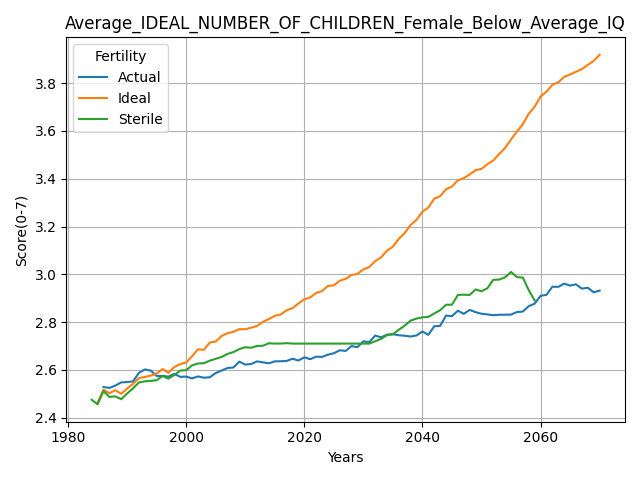 Average_IDEAL_NUMBER_OF_CHILDREN_Female_Below_Average_IQ
Fertility
Actual
Ideal
Sterile
Score(0-7)
3.8
3.6
3.4
3.2
3.0
2.8
2.6
2.4
1980
2000
2020
2040
2060
Years